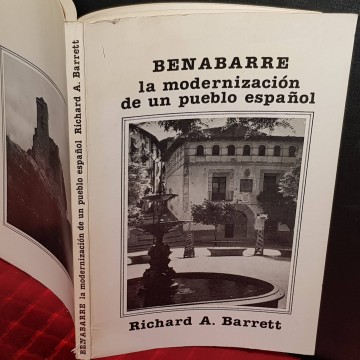 BENABARRE
la modernización
de un pueblo español
Richard A. Barrett
BENABARRE la modernización de un pueblo español Richard A. Barrett